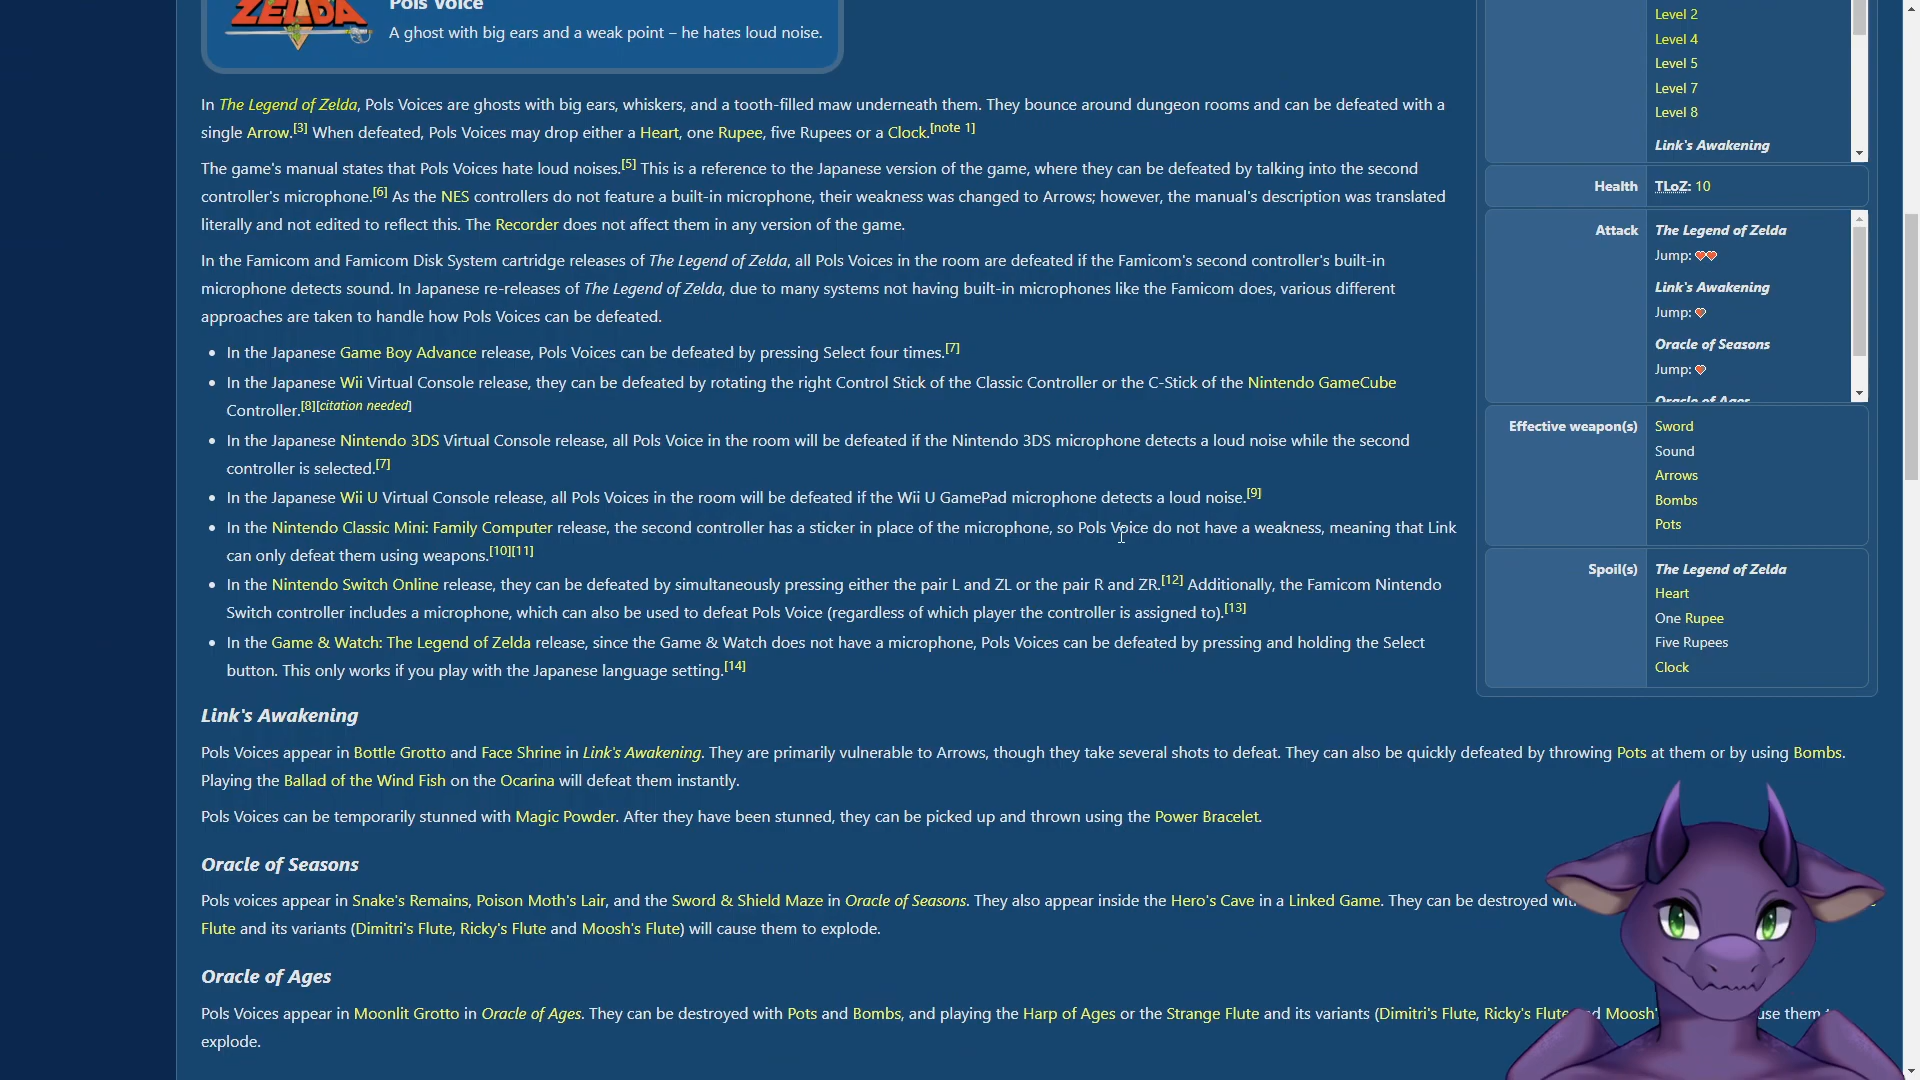 ZELDA
Pols Voice
A ghost with big ears and a weak point – he hates loud noise.
In The Legend of Zelda, Pols Voices are ghosts with big ears, whiskers, and a tooth-filled maw underneath them. They bounce around dungeon rooms and can be defeated with a
single Arrow.[3] When defeated, Pols Voices may drop either a Heart, one Rupee, five Rupees or a Clock.[note 1]
The game's manual states that Pols Voices hate loud noises.[5] This is a reference to the Japanese version of the game, where they can be defeated by talking into the second
controller's microphone.[6] As the NES controllers do not feature a built-in microphone, their weakness was changed to Arrows; however, the manual's description was translated
literally and not edited to reflect this. The Recorder does not affect them in any version of the game.
In the Famicom and Famicom Disk System cartridge releases of The Legend of Zelda, all Pols Voices in the room are defeated if the Famicom's second controller's built-in
microphone detects sound. In Japanese re-releases of The Legend of Zelda, due to many systems not having built-in microphones like the Famicom does, various different
approaches are taken to handle how Pols Voices can be defeated.
• In the Japanese Game Boy Advance release, Pols Voices can be defeated by pressing Select four times.[7]
• In the Japanese Wii Virtual Console release, they can be defeated by rotating the right Control Stick of the Classic Controller or the C-Stick of the Nintendo GameCube
Controller.[8][citation needed]
• In the Japanese Nintendo 3DS Virtual Console release, all Pols Voice in the room will be defeated if the Nintendo 3DS microphone detects a loud noise while the second
controller is selected.[7]
• In the Japanese Wii U Virtual Console release, all Pols Voices in the room will be defeated if the Wii U GamePad microphone detects a loud noise.[9]
• In the Nintendo Classic Mini: Family Computer release, the second controller has a sticker in place of the microphone, so Pols Voice do not have a weakness, meaning that Link
can only defeat them using weapons.[10][11]
• In the Nintendo Switch Online release, they can be defeated by simultaneously pressing either the pair L and ZL or the pair R and ZR.[12] Additionally, the Famicom Nintendo
Switch controller includes a microphone, which can also be used to defeat Pols Voice (regardless of which player the controller is assigned to).[13]
• In the Game & Watch: The Legend of Zelda release, since the Game & Watch does not have a microphone, Pols Voices can be defeated by pressing and holding the Select
button. This only works if you play with the Japanese language setting.[14]
Level 2
Level 4
Level 5
Level 7
Level 8
Link's Awakening
Health TLoZ: 10
Attack The Legend of Zelda
Jump:
Link's Awakening
Jump:
Oracle of Seasons
Jump:
Oracle of Ages
Effective weapon(s) Sword
Sound
Arrows
Bombs
Pots
Spoil(s) The Legend of Zelda
Heart
One Rupee
Five Rupees
Clock
Link's Awakening
Pols Voices appear in Bottle Grotto and Face Shrine in Link's Awakening. They are primarily vulnerable to Arrows, though they take several shots to defeat. They can also be quickly defeated by throwing Pots at them or by using Bombs.
Playing the Ballad of the Wind Fish on the Ocarina will defeat them instantly.
Pols Voices can be temporarily stunned with Magic Powder. After they have been stunned, they can be picked up and thrown using the Power Bracelet.
Oracle of Seasons
Pols voices appear in Snake's Remains, Poison Moth's Lair, and the Sword & Shield Maze in Oracle of Seasons. They also appear inside the Hero's Cave in a Linked Game. They can be destroyed
Flute and its variants (Dimitri's Flute, Ricky's Flute and Moosh's Flute) will cause them to explode.
Oracle of Ages
Pols Voices appear in Moonlit Grotto in Oracle of Ages. They can be destroyed with Pots and Bombs, and playing the Harp of Ages or the Strange Flute and its variants (Dimitri's Flute, Ricky's Flute
explode.